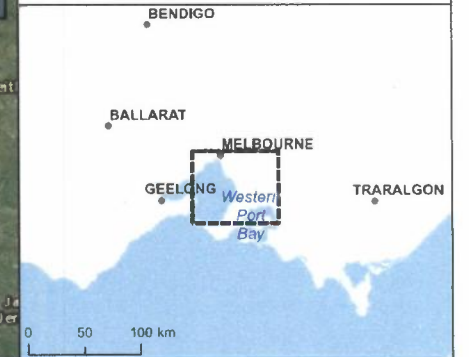 BENDIGO
BALLARAT
MELBOURNE
GEELONG
TRARALGON
Western
Port
Bay
0 50 100 km